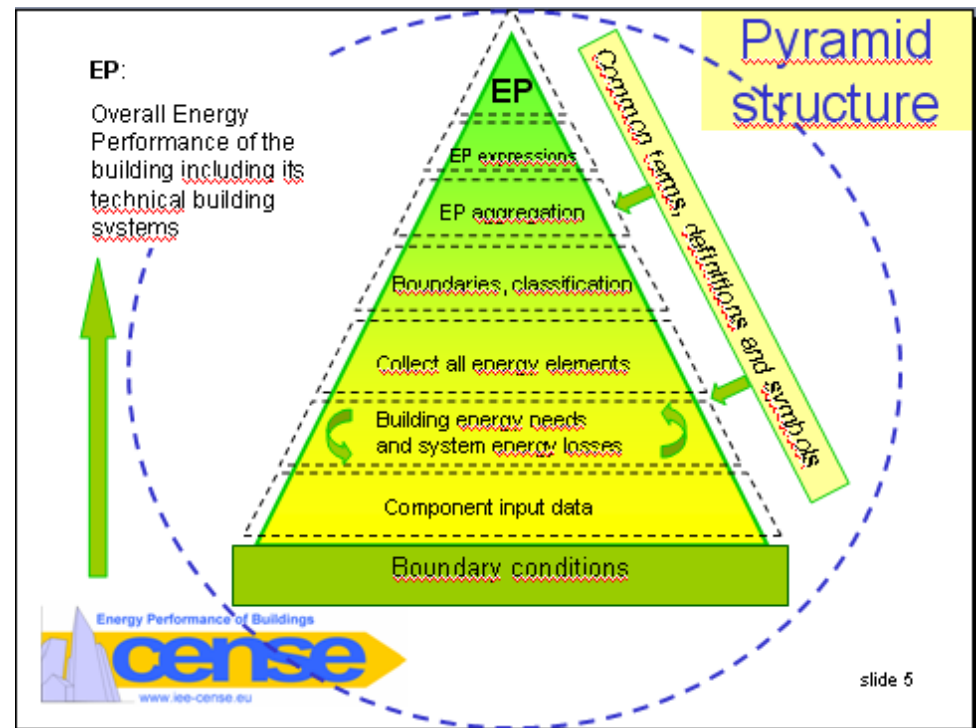 Pyramid
structure
EP:
Overall Energy
Performance of the
building including its
technical building
systems
EP
EP expressions
EP aggregation
Boundaries, classification
Collect all energy elements
Building energy needs
and system energy losses
Component input data
Boundary conditions
Common terms, definitions and symbols
Energy Performance of Buildings
cense
www.iee-cense.eu
slide 5